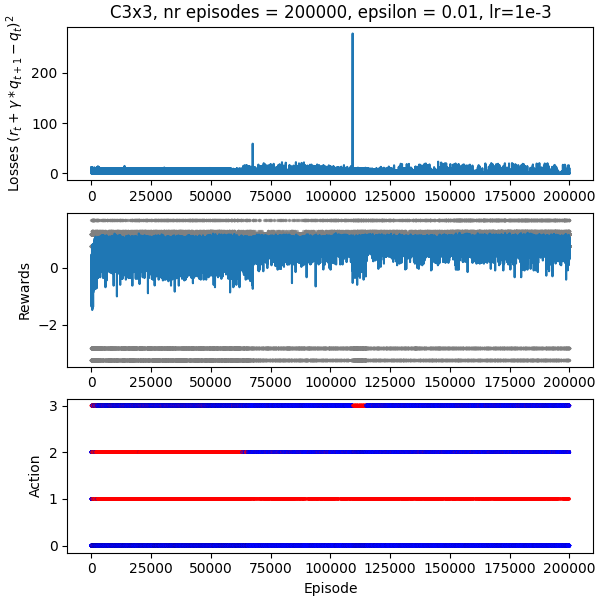 C3x3, nr episodes = 200000, epsilon = 0.01, lr=1e-3
Losses $(r_t + \gamma * q_{t+1} - q_t)^2$
200
100
0
0 25000 50000 75000 100000 125000 150000 175000 200000
Rewards
0
−2
0 25000 50000 75000 100000 125000 150000 175000 200000
Action
3
2
1
0
0 25000 50000 75000 100000 125000 150000 175000 200000
Episode